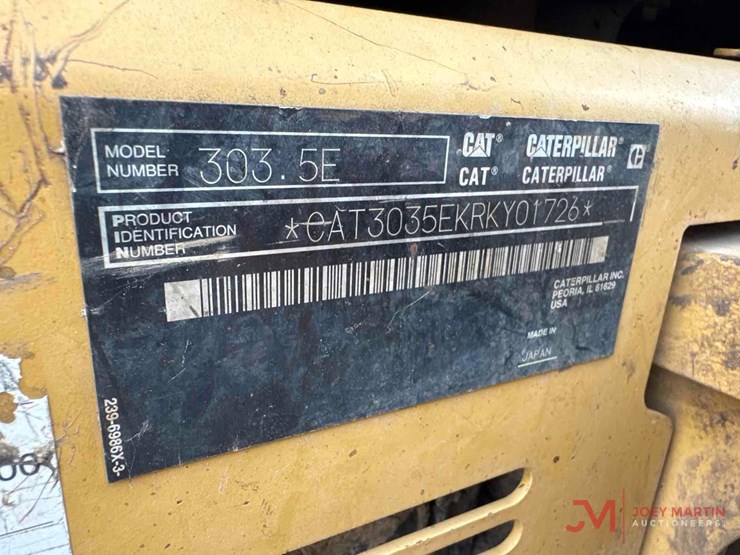 MODEL NUMBER 303.5E
CAT® CATERPILLAR®
CAT® CATERPILLAR®
PRODUCT IDENTIFICATION NUMBER *CAT3035EKRKY01726*
CATERPILLAR INC.
PEORIA, IL 61629
USA
MADE IN
JAPAN
239-6986X-3-
JM JOEY MARTIN
AUCTIONEERS